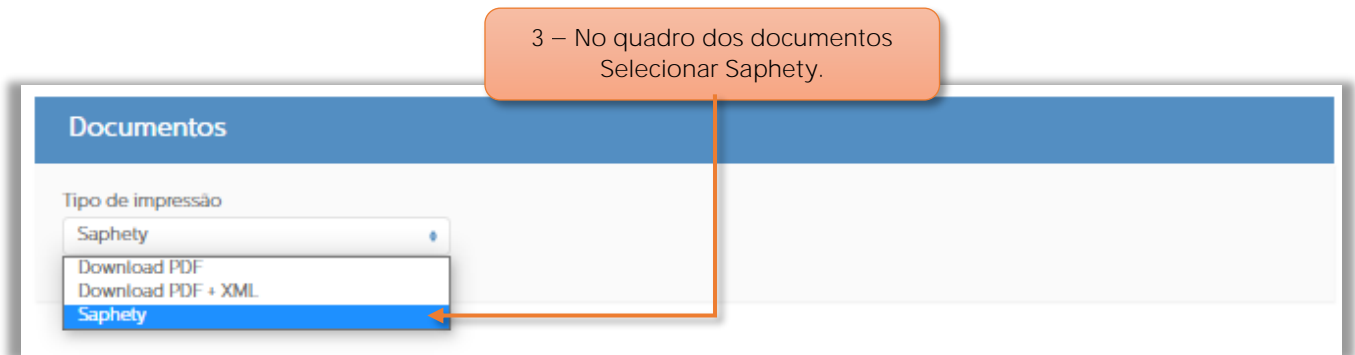 3 – No quadro dos documentos
Selecionar Saphety.
Documentos
Tipo de impressão
Saphety
Download PDF
Download PDF + XML
Saphety